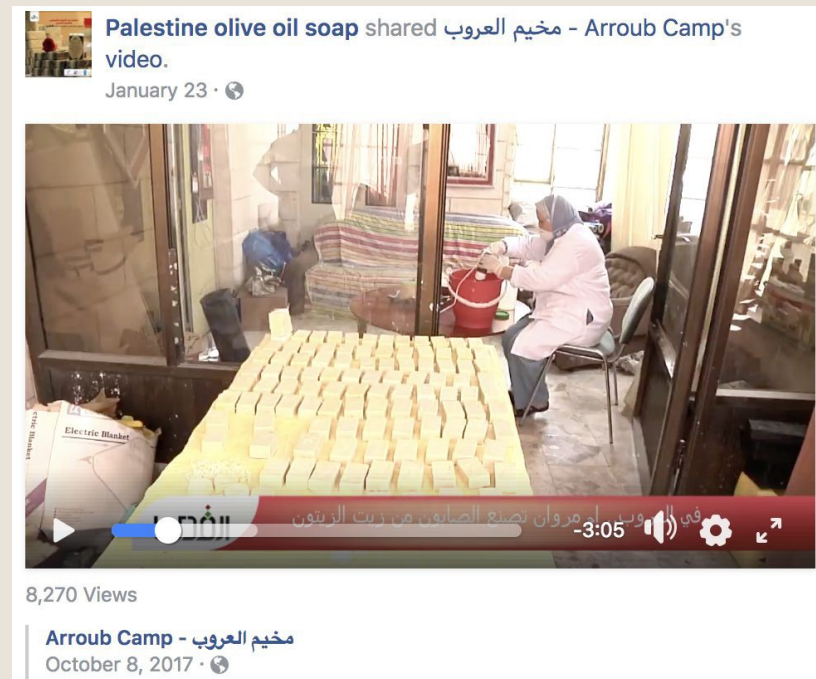 Palestine olive oil soap shared مخيم العروب - Arroub Camp's
video.
January 23 ·
Electric Blanket
في العروب.. ام مروان تصنع الصابون من زيت الزيتون
-3:05
8,270 Views
Arroub Camp - مخيم العروب
October 8, 2017 ·